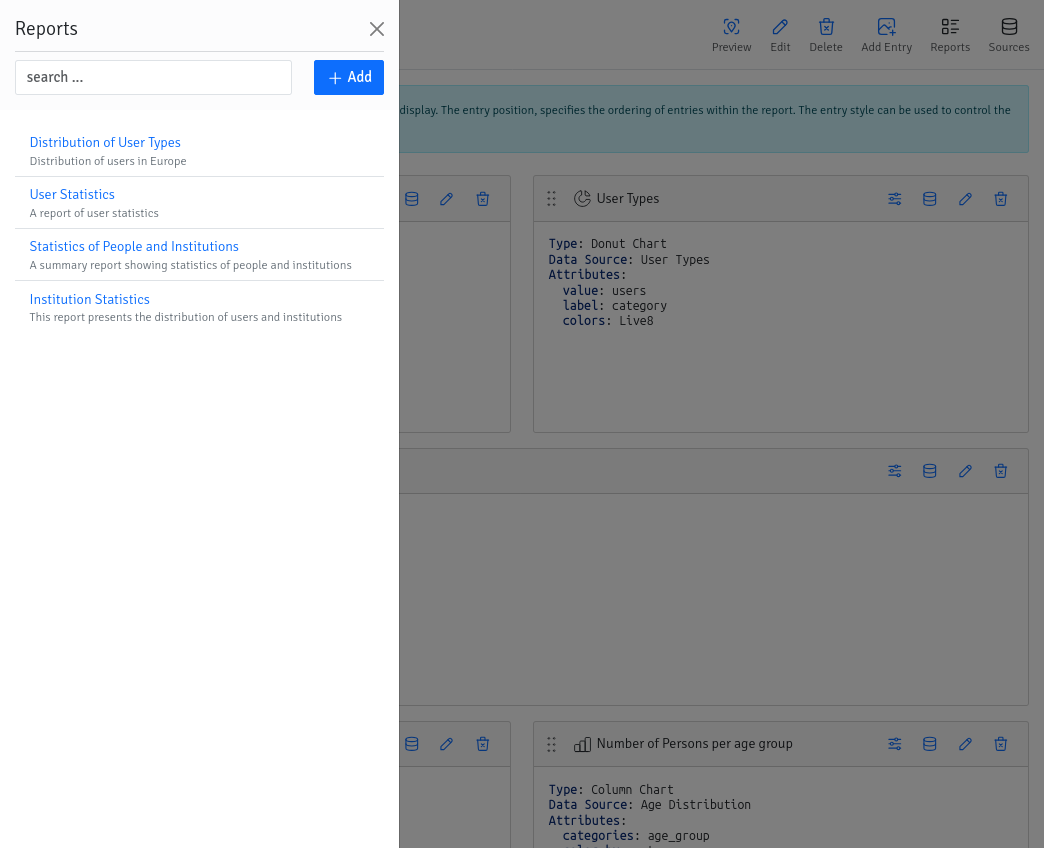 Reports
search ...
Add
Distribution of User Types
Distribution of users in Europe
User Statistics
A report of user statistics
Statistics of People and Institutions
A summary report showing statistics of people and institutions
Institution Statistics
This report presents the distribution of users and institutions
Preview Edit Delete Add Entry Reports Sources
display. The entry position, specifies the ordering of entries within the report. The entry style can be used to control the
User Types
Type: Donut Chart
Data Source: User Types
Attributes:
value: users
label: category
colors: Live8
Number of Persons per age group
Type: Column Chart
Data Source: Age Distribution
Attributes:
categories: age_group